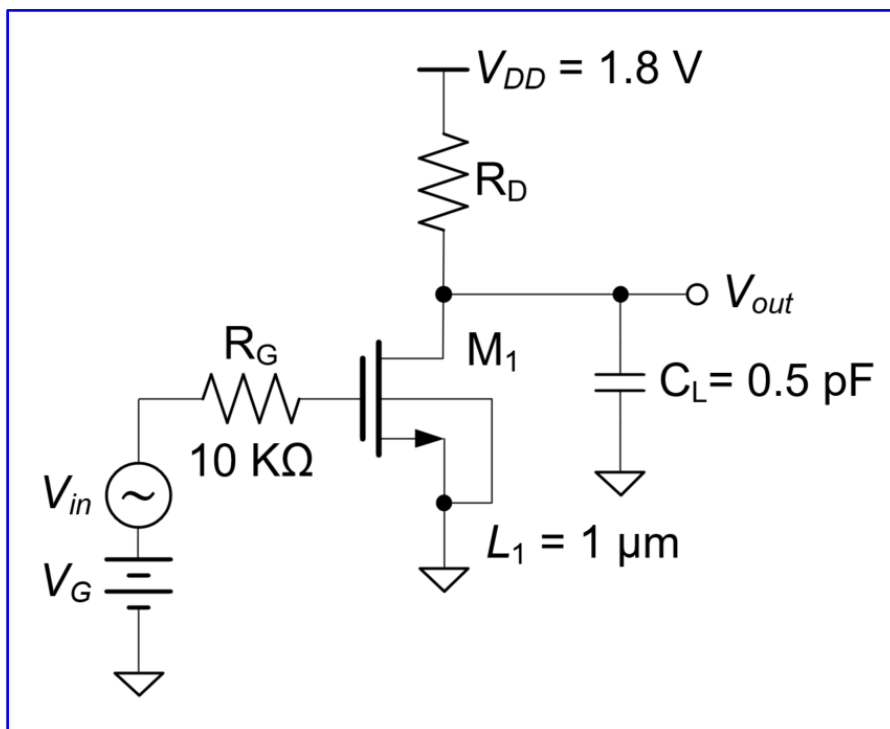 V_DD = 1.8 V
R_D
V_out
R_G
M_1
C_L= 0.5 pF
10 KΩ
V_in
L_1 = 1 μm
V_G